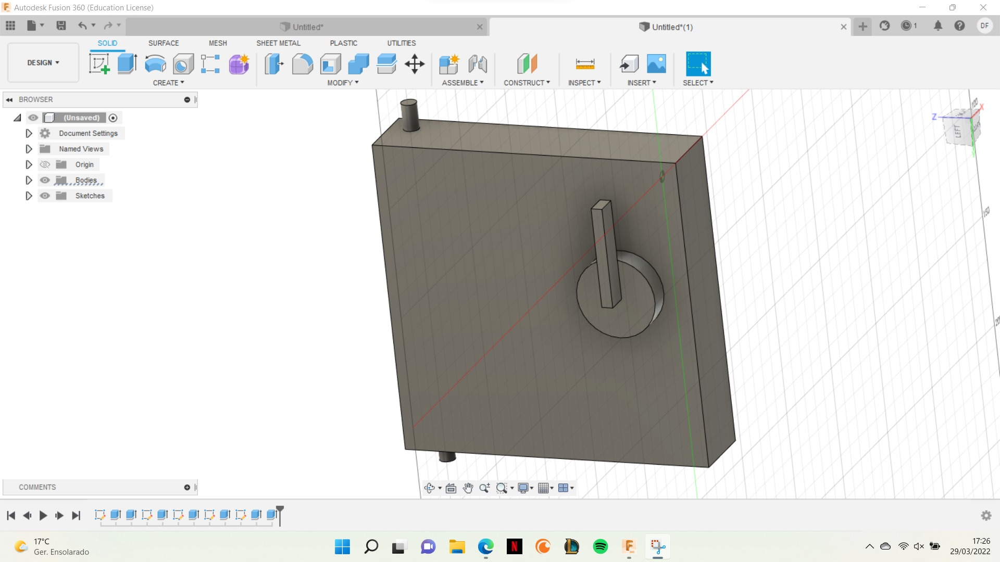 Autodesk Fusion 360 (Education License)
Untitled*
Untitled*(1)
1
DF
DESIGN
SOLID
SURFACE
MESH
SHEET METAL
PLASTIC
UTILITIES
CREATE
MODIFY
ASSEMBLE
CONSTRUCT
INSPECT
INSERT
SELECT
BROWSER
(Unsaved)
Document Settings
Named Views
Origin
Bodies
Sketches
100
X
Z
LEFT
150
COMMENTS
17°C
Ger. Ensolarado
17:26
29/03/2022